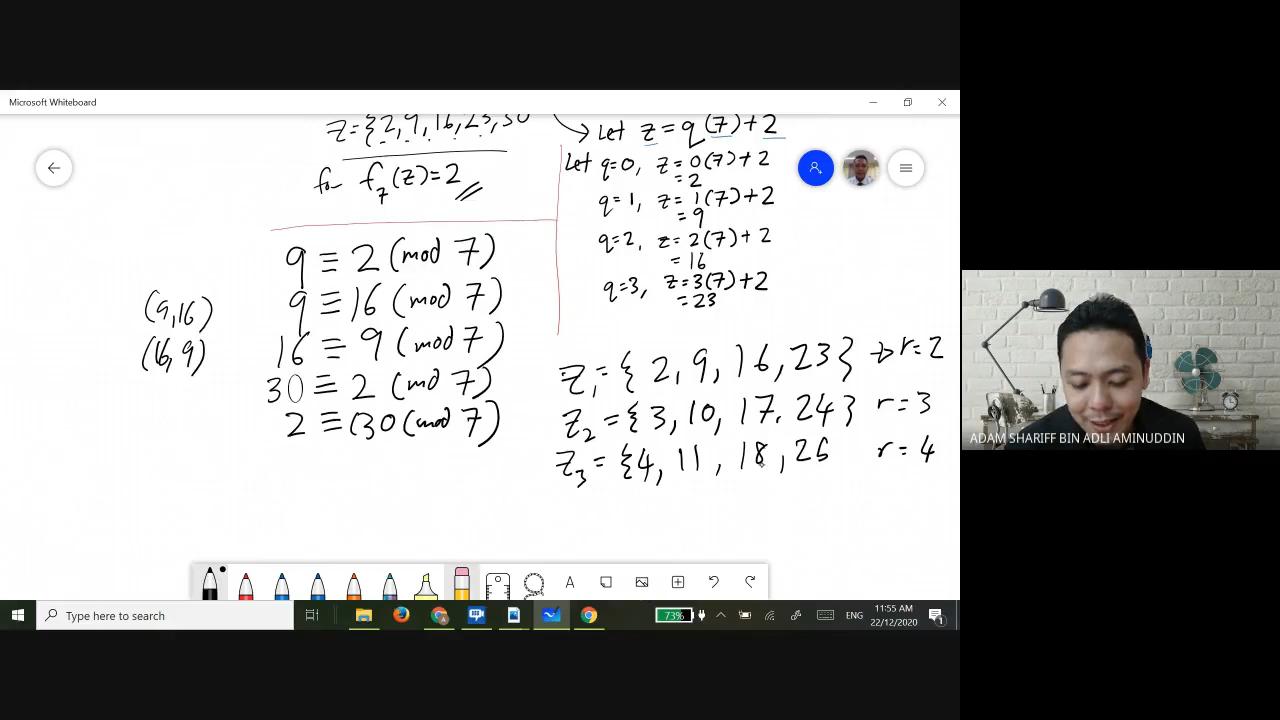 Microsoft Whiteboard
z={2,9,16,23,30
for f₇(z)=2
Let z=q(7)+2
Let q=0, z=0(7)+2
=2
q=1, z=1(7)+2
=9
q=2, z=2(7)+2
=16
q=3, z=3(7)+2
=23
9≡2(mod 7)
9≡16(mod 7)
16≡9(mod 7)
30≡2(mod 7)
2≡30(mod 7)
(9,16)
(16,9)
z₁={2,9,16,23}→r=2
z₂={3,10,17.24} r=3
z₃={4,11,18,26 r=4
ADAM SHARIFF BIN ADLI AMINUDDIN
A
Type here to search
73%
ENG
11:55 AM
22/12/2020